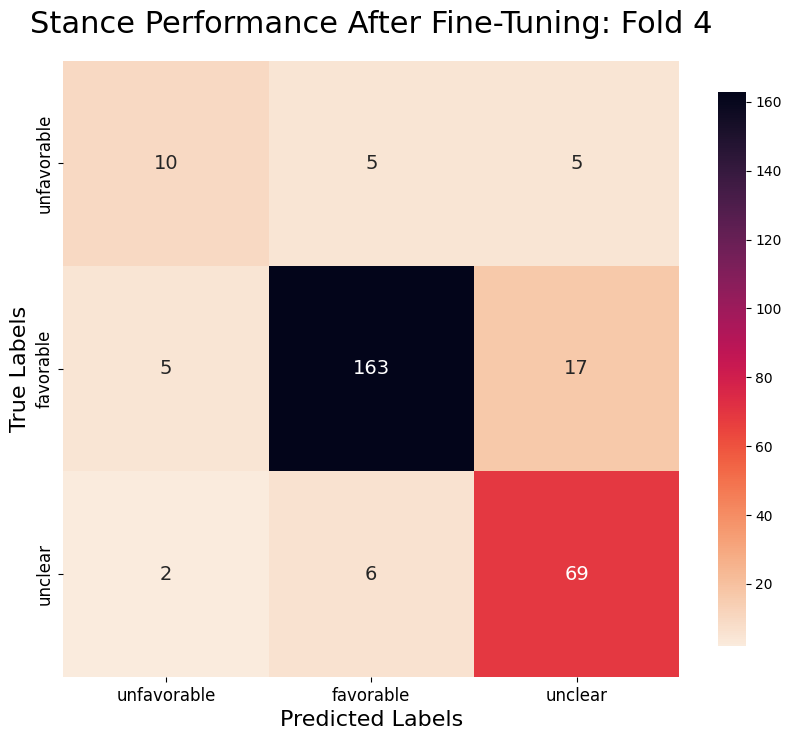 Stance Performance After Fine-Tuning: Fold 4
True Labels
unfavorable
favorable
unclear
10 5 5
5 163 17
2 6 69
unfavorable favorable unclear
Predicted Labels
160
140
120
100
80
60
40
20